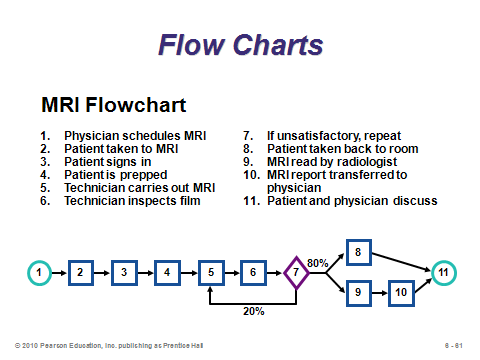 Flow Charts
MRI Flowchart
1. Physician schedules MRI
2. Patient taken to MRI
3. Patient signs in
4. Patient is prepped
5. Technician carries out MRI
6. Technician inspects film
7. If unsatisfactory, repeat
8. Patient taken back to room
9. MRI read by radiologist
10. MRI report transferred to
physician
11. Patient and physician discuss
1 2 3 4 5 6 7 80% 8 11
9 10
20%
© 2010 Pearson Education, Inc. publishing as Prentice Hall
6 - 61